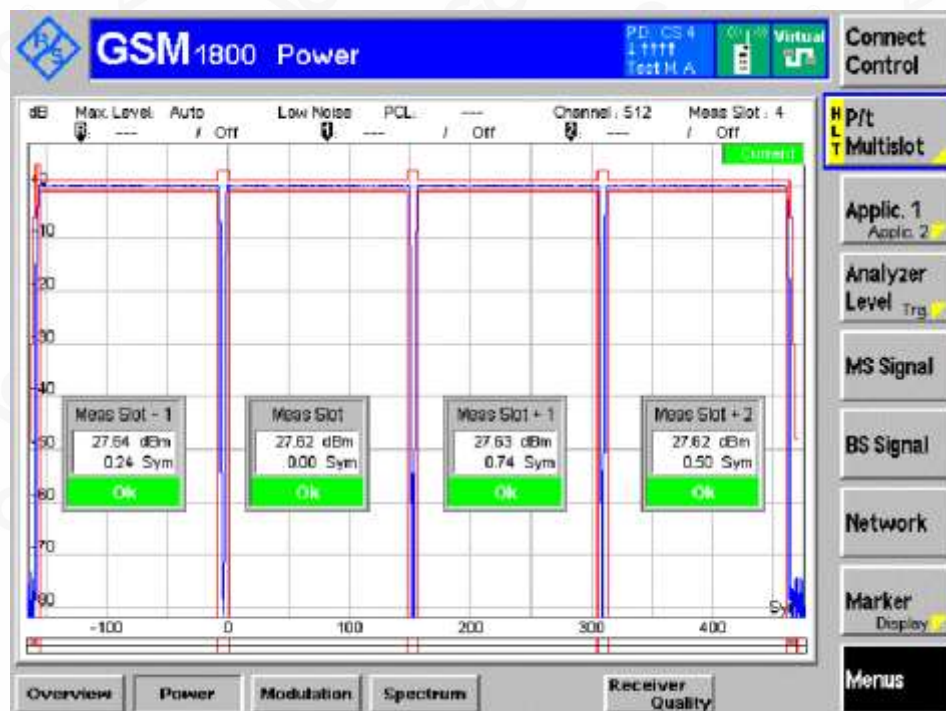 GSM 1800 Power
P.D.: CS 4
Test M. A
Virtual
Connect
Control
dB Max. Level: Auto Low Noise PCL: --- Channel: 512 Meas Slot: 4
--- / Off 1: --- / Off 2: --- / Off
Current
H
L
T
P/t
Multislot
-10
-20
-30
-40
-50
-60
-70
-80
Meas Slot - 1
27.64 dBm
0.24 Sym
Ok
Meas Slot
27.62 dBm
0.00 Sym
Ok
Meas Slot + 1
27.63 dBm
0.74 Sym
Ok
Meas Slot + 2
27.62 dBm
0.50 Sym
Ok
-100 0 100 200 300 400
Applic. 1
Applic. 2
Analyzer
Level Trg.
MS Signal
BS Signal
Network
Marker
Display
Menus
Overview Power Modulation Spectrum Receiver
Quality